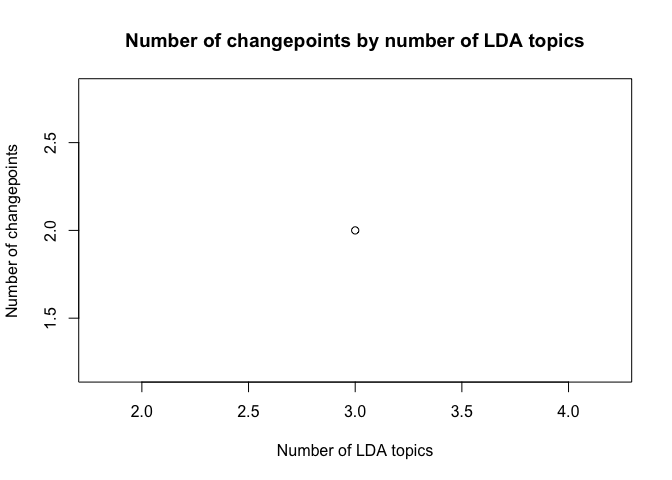 Number of changepoints by number of LDA topics
Number of changepoints
2.5
2.0
1.5
2.0 2.5 3.0 3.5 4.0
Number of LDA topics